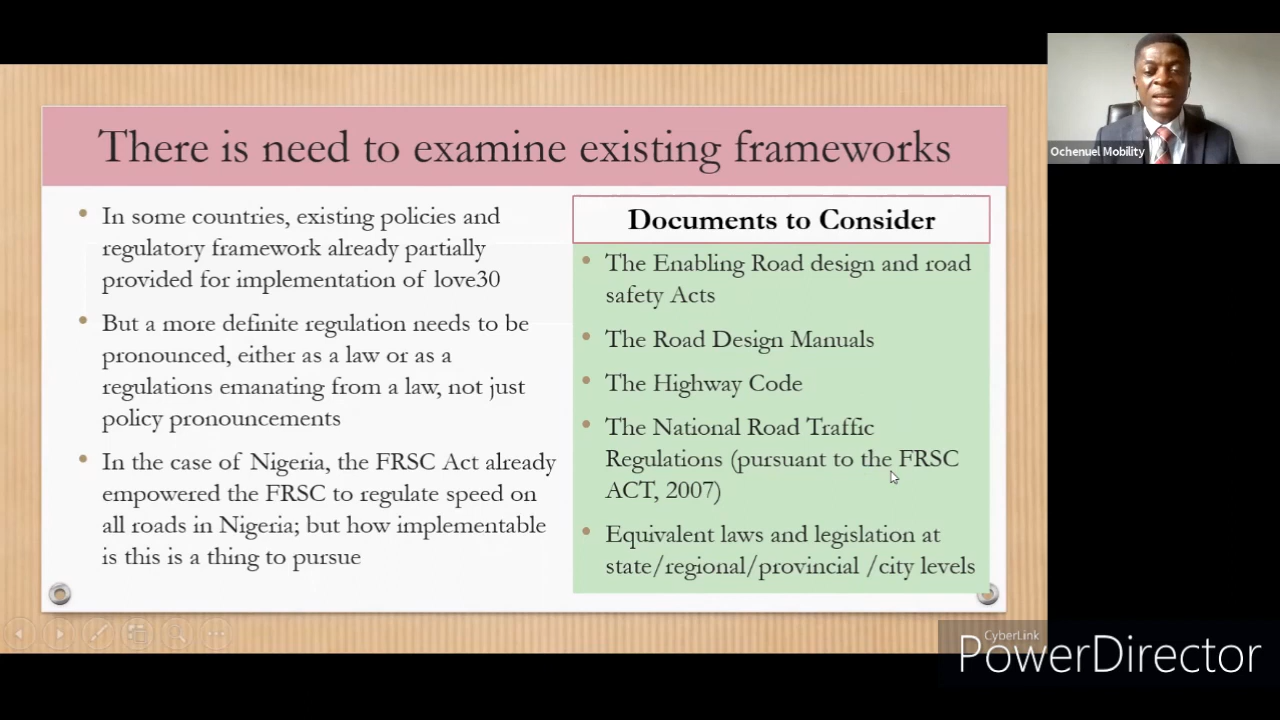 There is need to examine existing frameworks
In some countries, existing policies and
regulatory framework already partially
provided for implementation of love30
But a more definite regulation needs to be
pronounced, either as a law or as a
regulations emanating from a law, not just
policy pronouncements
In the case of Nigeria, the FRSC Act already
empowered the FRSC to regulate speed on
all roads in Nigeria; but how implementable
is this is a thing to pursue
Documents to Consider
The Enabling Road design and road
safety Acts
The Road Design Manuals
The Highway Code
The National Road Traffic
Regulations (pursuant to the FRSC
ACT, 2007)
Equivalent laws and legislation at
state/regional/provincial /city levels
Ochenuel Mobility
CyberLink
PowerDirector